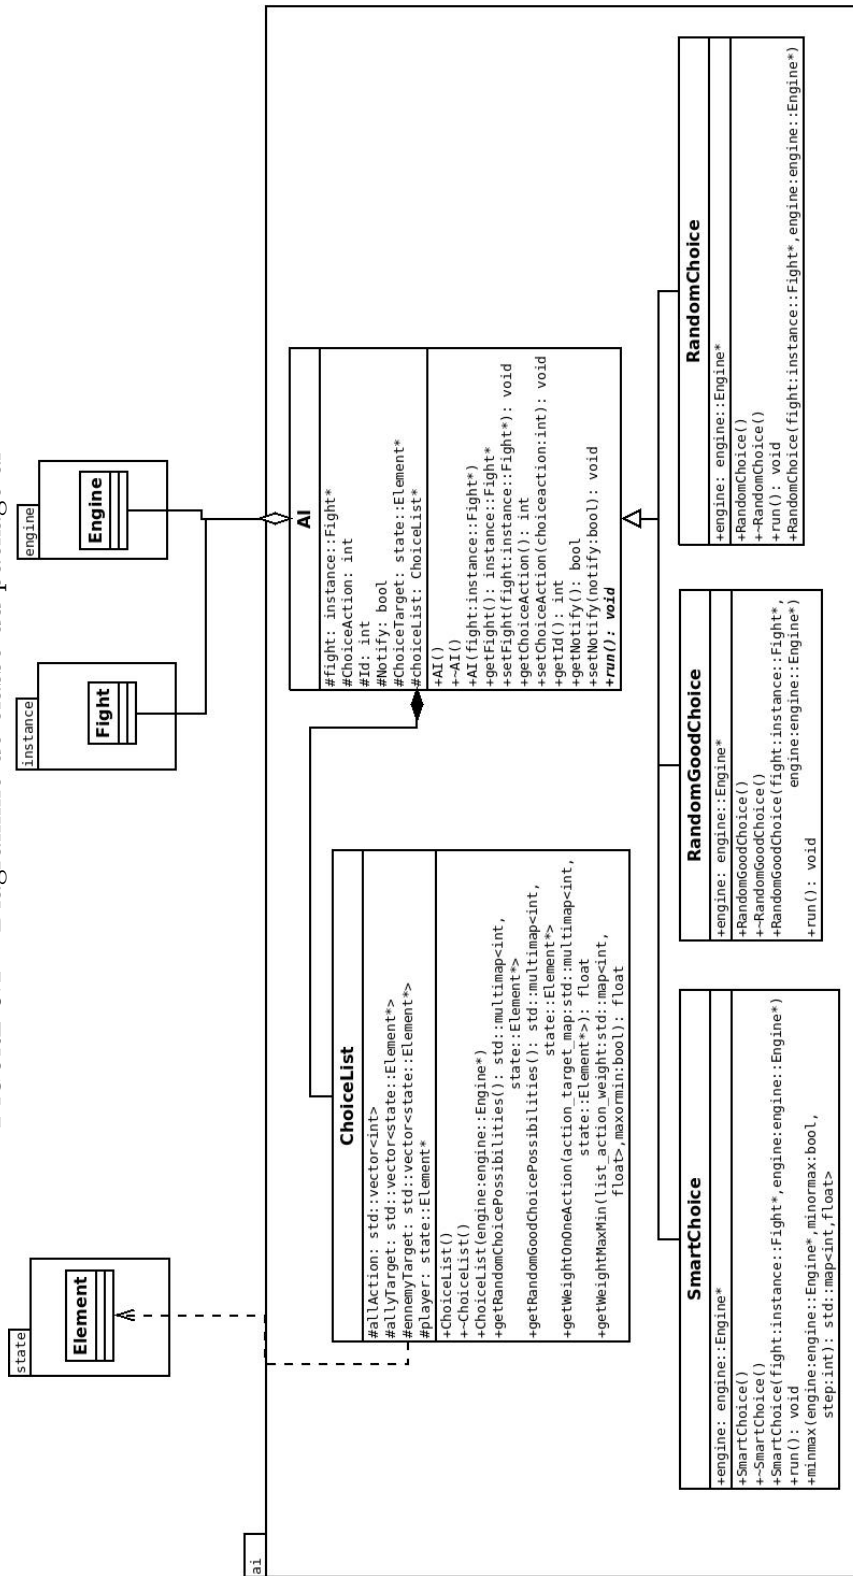 state
Element
instance
Fight
engine
Engine
ai
ChoiceList
#allAction: std::vector<int>
#allyTarget: std::vector<state::Element*>
#ennemyTarget: std::vector<state::Element*>
#player: state::Element*
+ChoiceList()
+~ChoiceList()
+ChoiceList(engine:engine::Engine*)
+getRandomChoicePossibilities(): std::multimap<int,
state::Element*>
+getRandomGoodChoicePossibilities(): std::multimap<int,
state::Element*>
+getWeightOnOneAction(action_target_map:std::multimap<int,
state::Element*>): float
+getWeightMaxMin(list_action_weight:std::map<int,
float>,maxormin:bool): float
AI
#fight: instance::Fight*
#ChoiceAction: int
#Id: int
#Notify: bool
#ChoiceTarget: state::Element*
#choiceList: ChoiceList*
+AI()
+~AI()
+AI(fight:instance::Fight*)
+getFight(): instance::Fight*
+setFight(fight:instance::Fight*): void
+getChoiceAction(): int
+setChoiceAction(choiceaction:int): void
+getId(): int
+getNotify(): bool
+setNotify(notify:bool): void
+run(): void
SmartChoice
+engine: engine::Engine*
+SmartChoice()
+~SmartChoice()
+SmartChoice(fight:instance::Fight*,engine:engine::Engine*)
+run(): void
+minmax(engine:engine::Engine*,minormax:bool,
step:int): std::map<int,float>
RandomGoodChoice
+engine: engine::Engine*
+RandomGoodChoice()
+~RandomGoodChoice()
+RandomGoodChoice(fight:instance::Fight*,
engine:engine::Engine*)
+run(): void
RandomChoice
+engine: engine::Engine*
+RandomChoice()
+~RandomChoice()
+run(): void
+RandomChoice(fight:instance::Fight*,engine:engine::Engine*)